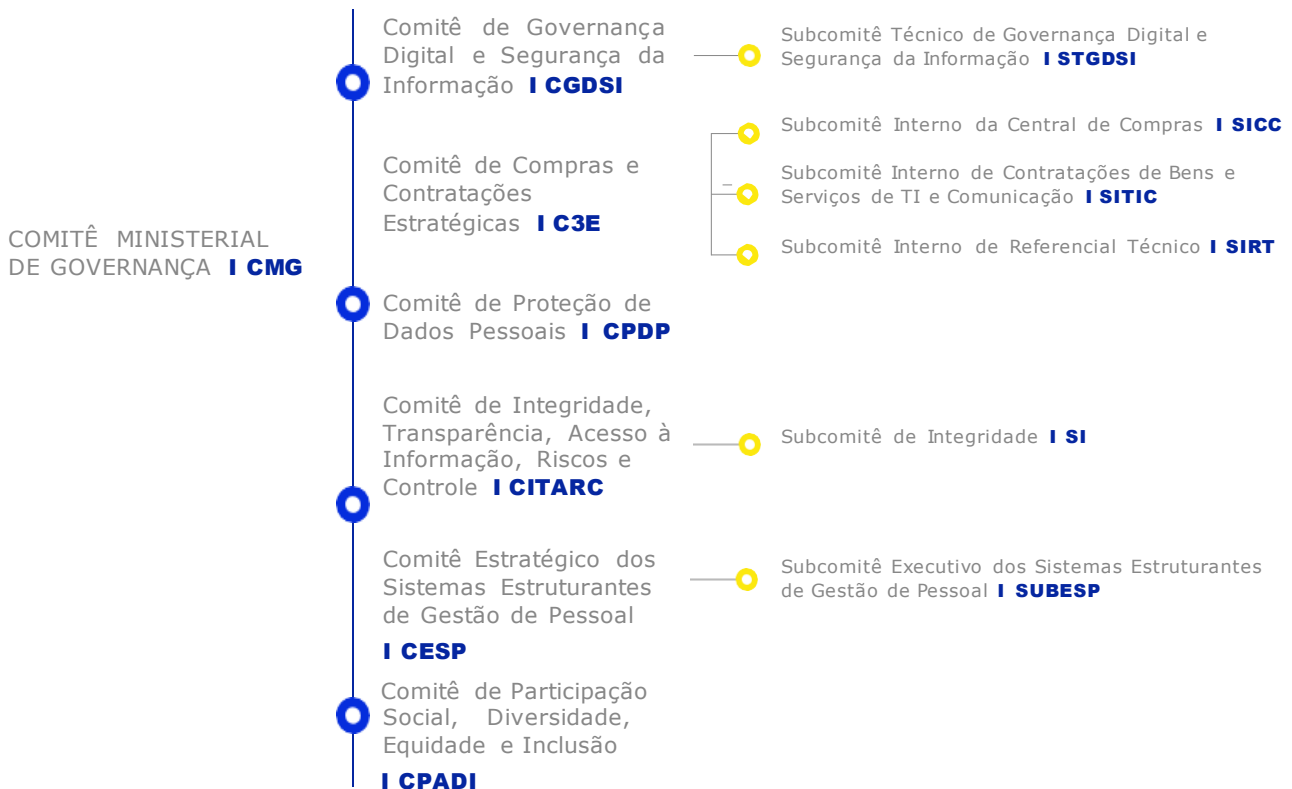 COMITÊ MINISTERIAL
DE GOVERNANÇA I CMG
Comitê de Governança
Digital e Segurança da
Informação I CGDSI
Subcomitê Técnico de Governança Digital e
Segurança da Informação I STGDSI
Comitê de Compras e
Contratações
Estratégicas I C3E
Subcomitê Interno da Central de Compras I SICC
Subcomitê Interno de Contratações de Bens e
Serviços de TI e Comunicação I SITIC
Subcomitê Interno de Referencial Técnico I SIRT
Comitê de Proteção de
Dados Pessoais I CPDP
Comitê de Integridade,
Transparência, Acesso à
Informação, Riscos e
Controle I CITARC
Subcomitê de Integridade I SI
Comitê Estratégico dos
Sistemas Estruturantes
de Gestão de Pessoal
I CESP
Subcomitê Executivo dos Sistemas Estruturantes
de Gestão de Pessoal I SUBESP
Comitê de Participação
Social, Diversidade,
Equidade e Inclusão
I CPADI